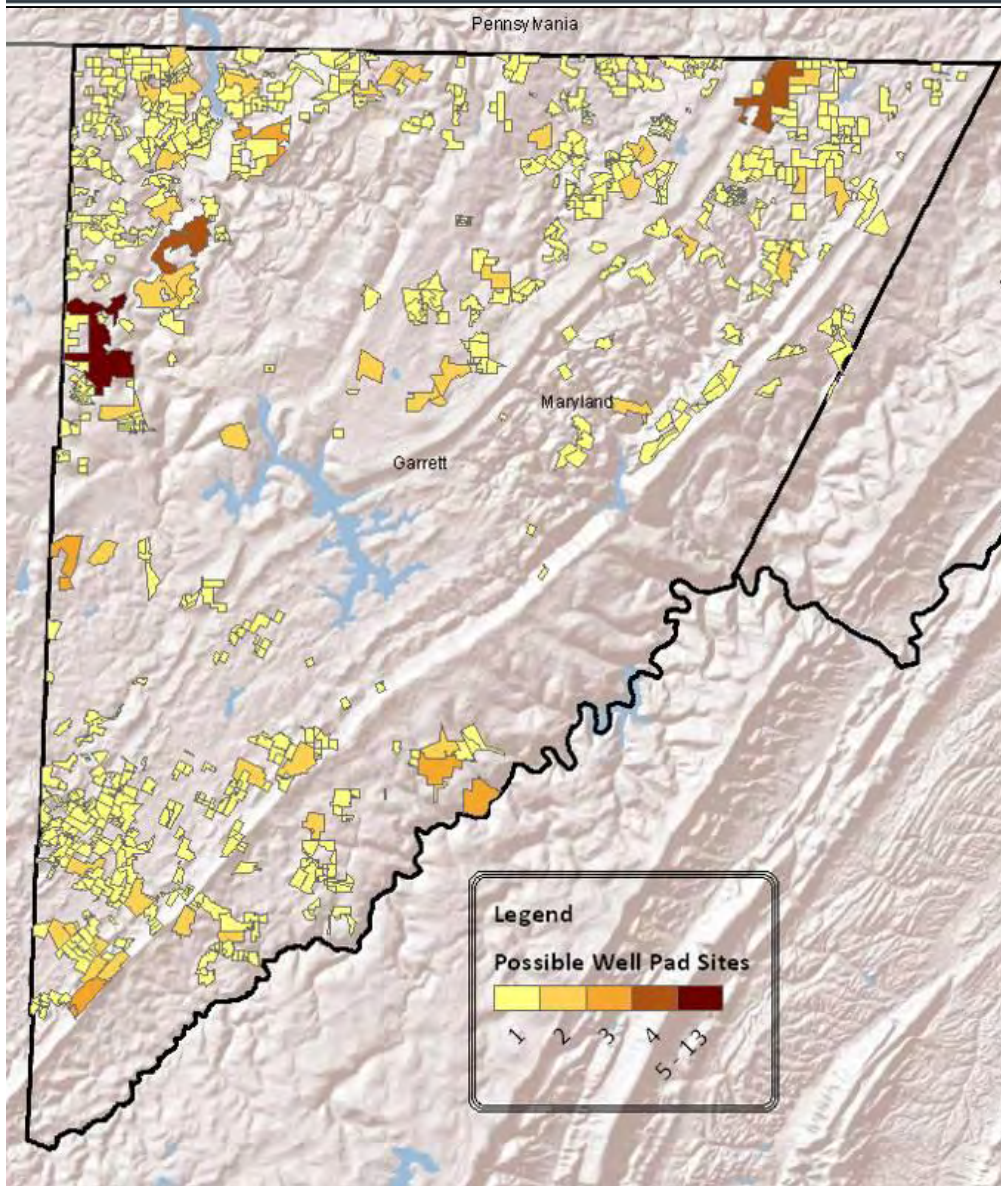 Pennsylvania
Maryland
Garrett
Legend
Possible Well Pad Sites
1
2
3
4
5 - 13